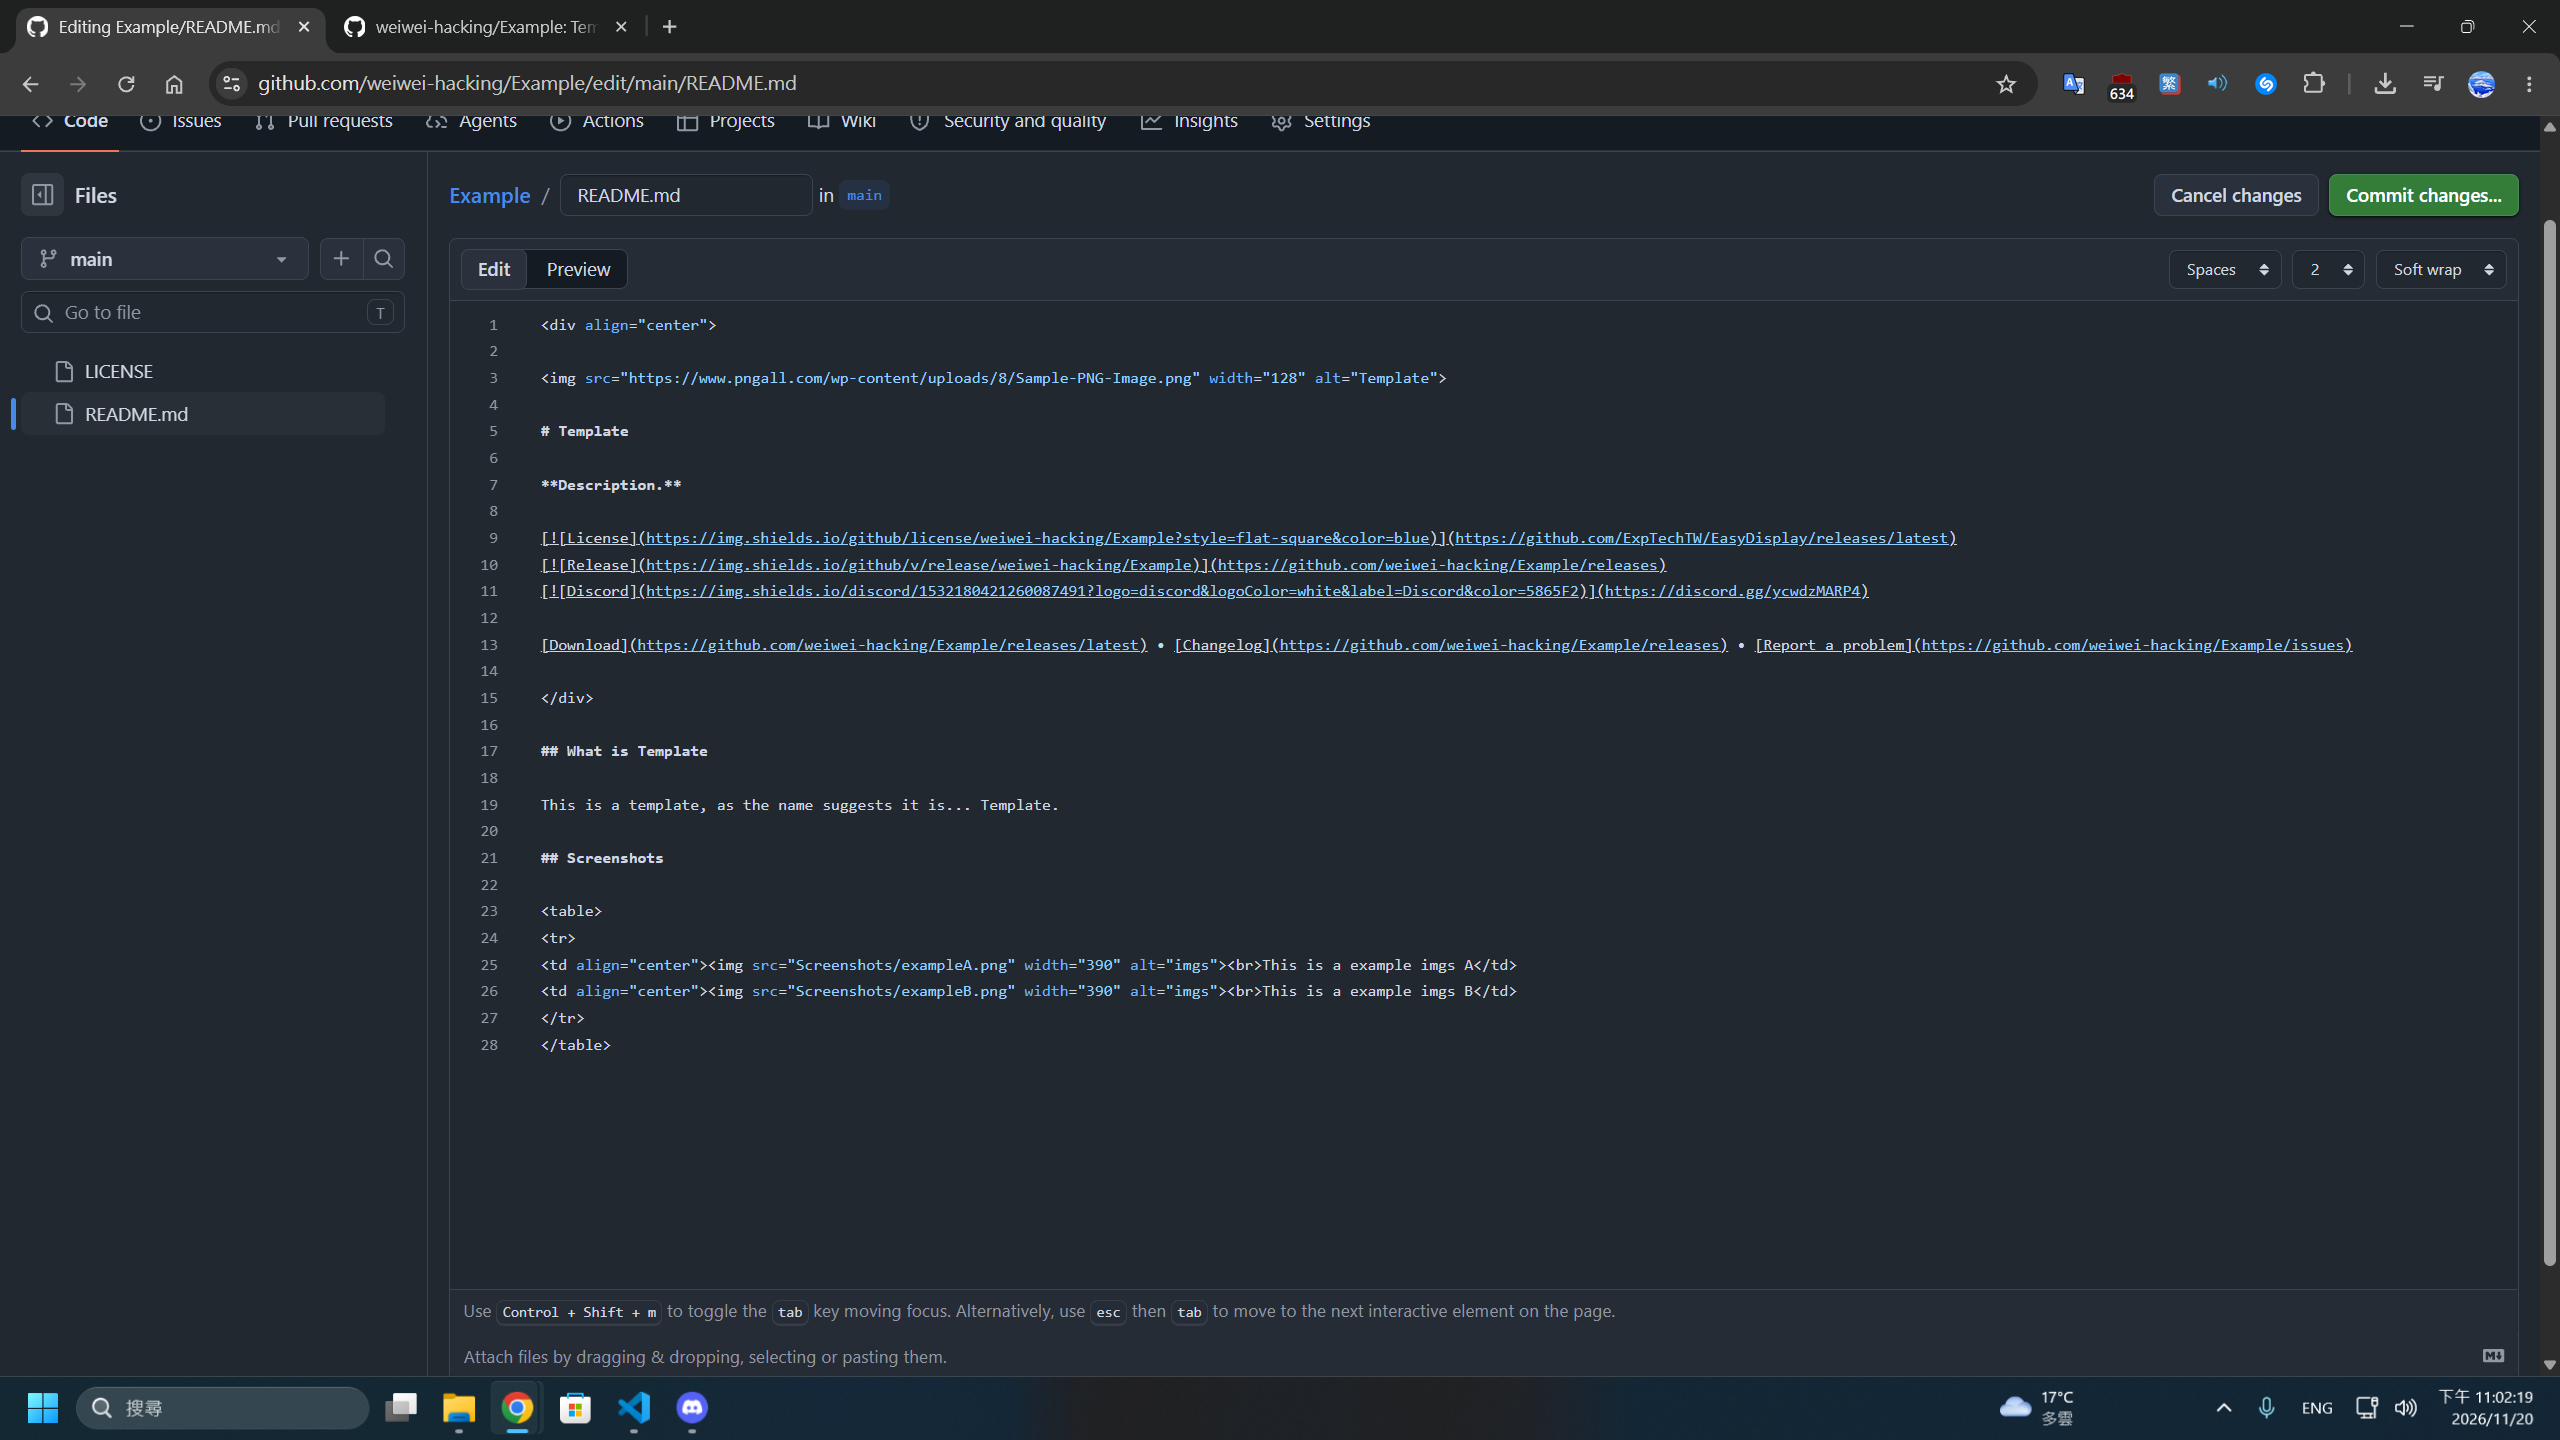 Editing Example/README.md
weiwei-hacking/Example: Tem
github.com/weiwei-hacking/Example/edit/main/README.md
634
繁
Code
Issues
Pull requests
Agents
Actions
Projects
Wiki
Security and quality
Insights
Settings
Files
Example / README.md in main
Cancel changes
Commit changes...
main
Go to file
T
LICENSE
README.md
Edit
Preview
Spaces
2
Soft wrap
1 <div align="center">
2
3 <img src="https://www.pngall.com/wp-content/uploads/8/Sample-PNG-Image.png" width="128" alt="Template">
4
5 # Template
6
7 **Description.**
8
9 [![License](https://img.shields.io/github/license/weiwei-hacking/Example?style=flat-square&color=blue)](https://github.com/ExpTechTW/EasyDisplay/releases/latest)
10 [![Release](https://img.shields.io/github/v/release/weiwei-hacking/Example)](https://github.com/weiwei-hacking/Example/releases)
11 [![Discord](https://img.shields.io/discord/1532180421260087491?logo=discord&logoColor=white&label=Discord&color=5865F2)](https://discord.gg/ycwdzMARP4)
12
13 [Download](https://github.com/weiwei-hacking/Example/releases/latest) • [Changelog](https://github.com/weiwei-hacking/Example/releases) • [Report a problem](https://github.com/weiwei-hacking/Example/issues)
14
15 </div>
16
17 ## What is Template
18
19 This is a template, as the name suggests it is... Template.
20
21 ## Screenshots
22
23 <table>
24 <tr>
25 <td align="center"><img src="Screenshots/exampleA.png" width="390" alt="imgs"><br>This is a example imgs A</td>
26 <td align="center"><img src="Screenshots/exampleB.png" width="390" alt="imgs"><br>This is a example imgs B</td>
27 </tr>
28 </table>
Use Control + Shift + m to toggle the tab key moving focus. Alternatively, use esc then tab to move to the next interactive element on the page.
Attach files by dragging & dropping, selecting or pasting them.
搜尋
17°C
多雲
ENG
下午 11:02:19
2026/11/20